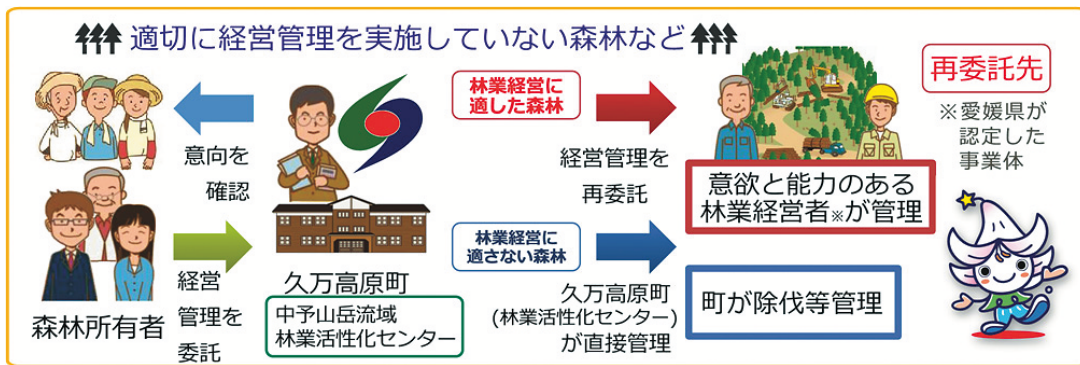 適切に経営管理を実施していない森林など
意向を
確認
経営
管理を
委託
森林所有者
久万高原町
中予山岳流域
林業活性化センター
林業経営に
適した森林
経営管理を
再委託
意欲と能力のある
林業経営者※が管理
再委託先
※愛媛県が
認定した
事業体
林業経営に
適さない森林
久万高原町
(林業活性化センター)
が直接管理
町が除伐等管理